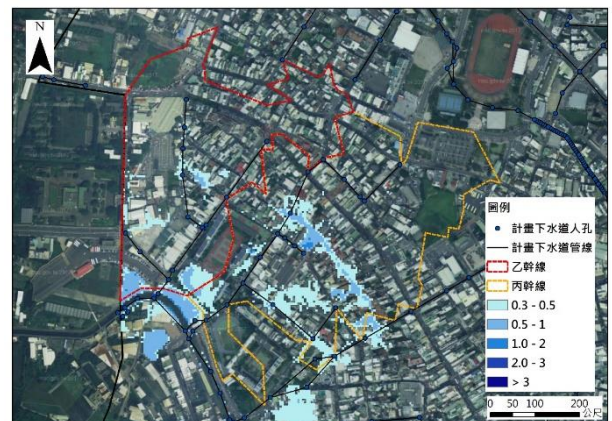 N
圖例
計畫下水道人孔
計畫下水道管線
乙幹線
丙幹線
0.3 - 0.5
0.5 - 1
1.0 - 2
2.0 - 3
> 3
0 50 100 200
公尺